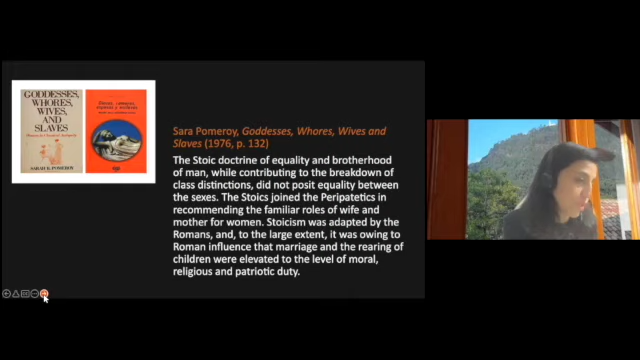 GODDESSES,
WHORES,
WIVES,
AND
SLAVES
SARAH B. POMEROY
Sara Pomeroy, Goddesses, Whores, Wives and
Slaves (1976, p. 132)
The Stoic doctrine of equality and brotherhood
of man, while contributing to the breakdown of
class distinctions, did not posit equality between
the sexes. The Stoics joined the Peripatetics in
recommending the familiar roles of wife and
mother for women. Stoicism was adapted by the
Romans, and, to the large extent, it was owing to
Roman influence that marriage and the rearing of
children were elevated to the level of moral,
religious and patriotic duty.